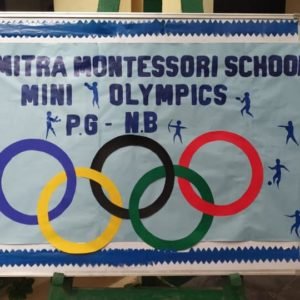 MITRA MONTESSORI SCHOOL
MINI OLYMPICS
P.G - N.B